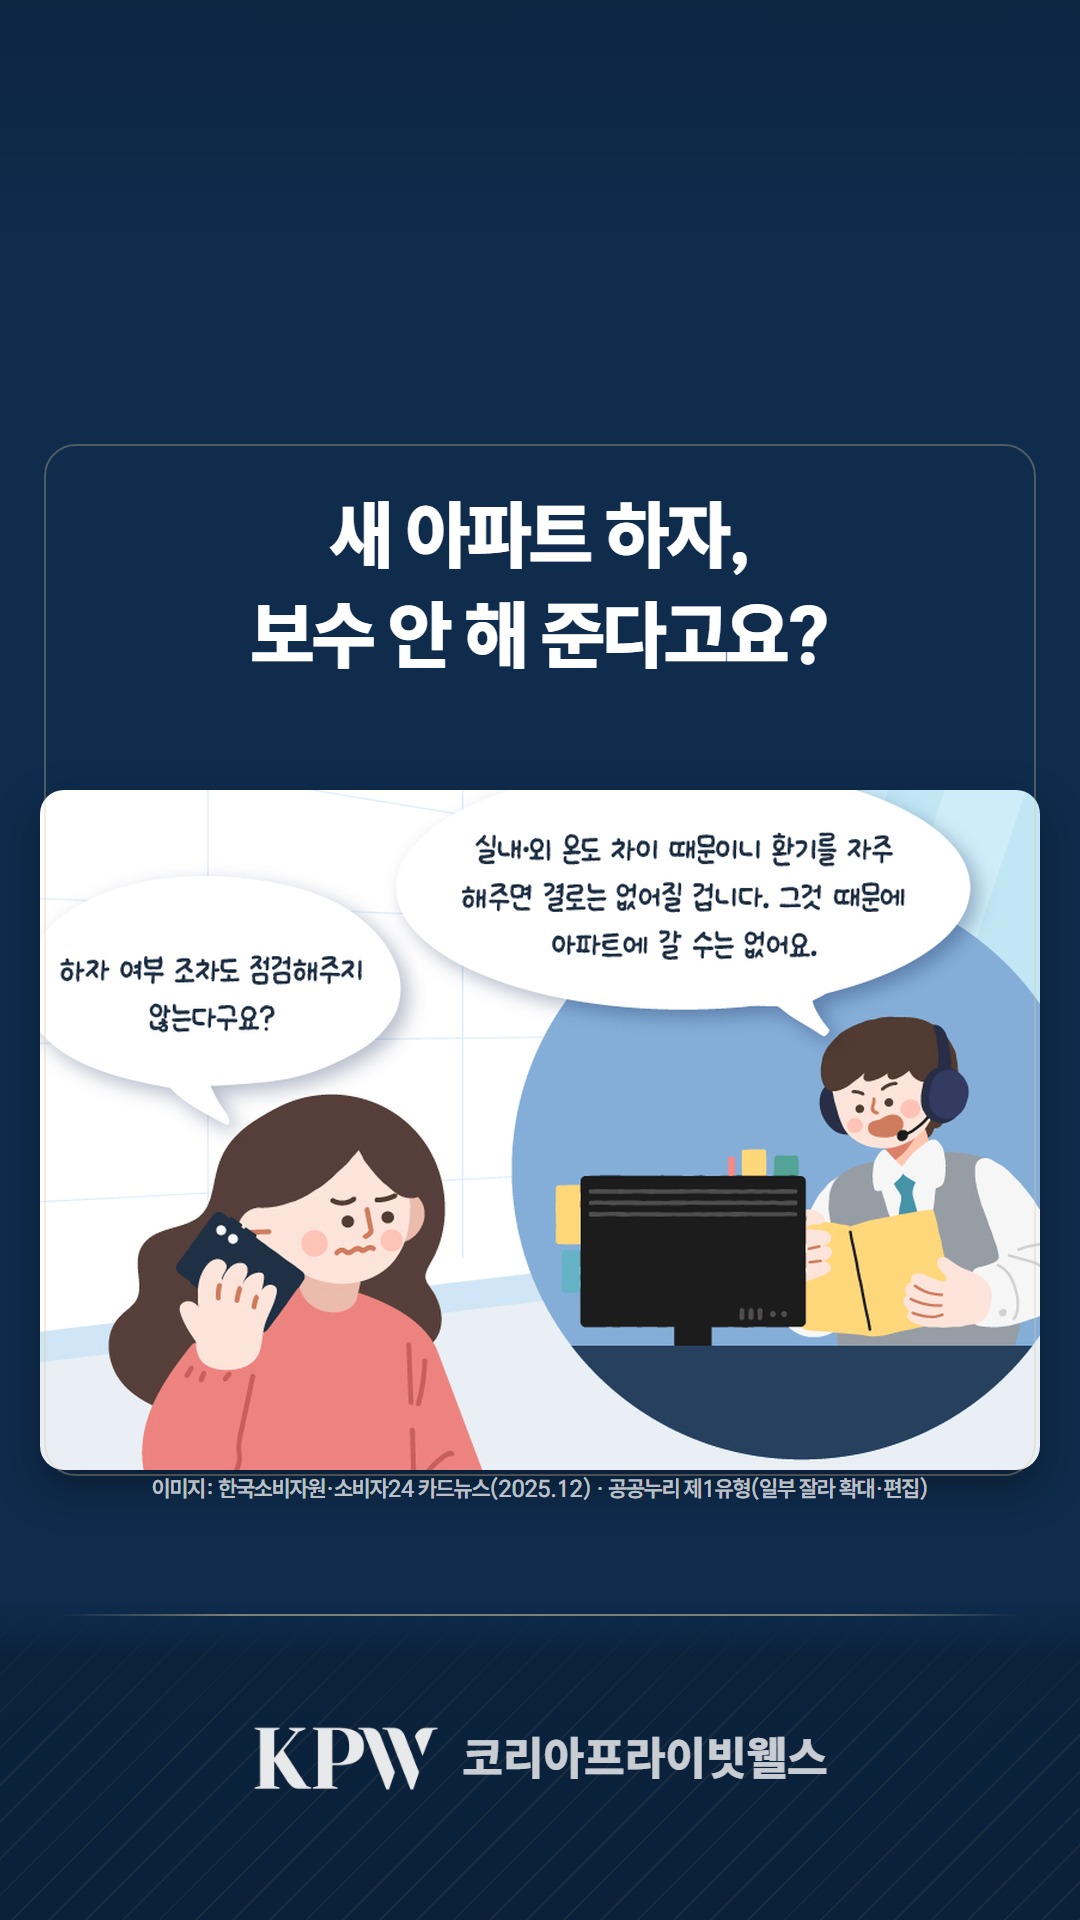 새 아파트 하자,
보수 안 해 준다고요?
실내·외 온도 차이 때문이니 환기를 자주
해주면 결로는 없어질 겁니다. 그것 때문에
아파트에 갈 수는 없어요.
하자 여부 조차도 점검해주지
않는다구요?
이미지: 한국소비자원·소비자24 카드뉴스(2025.12) · 공공누리 제1유형(일부 잘라 확대·편집)
KPW 코리아프라이빗웰스